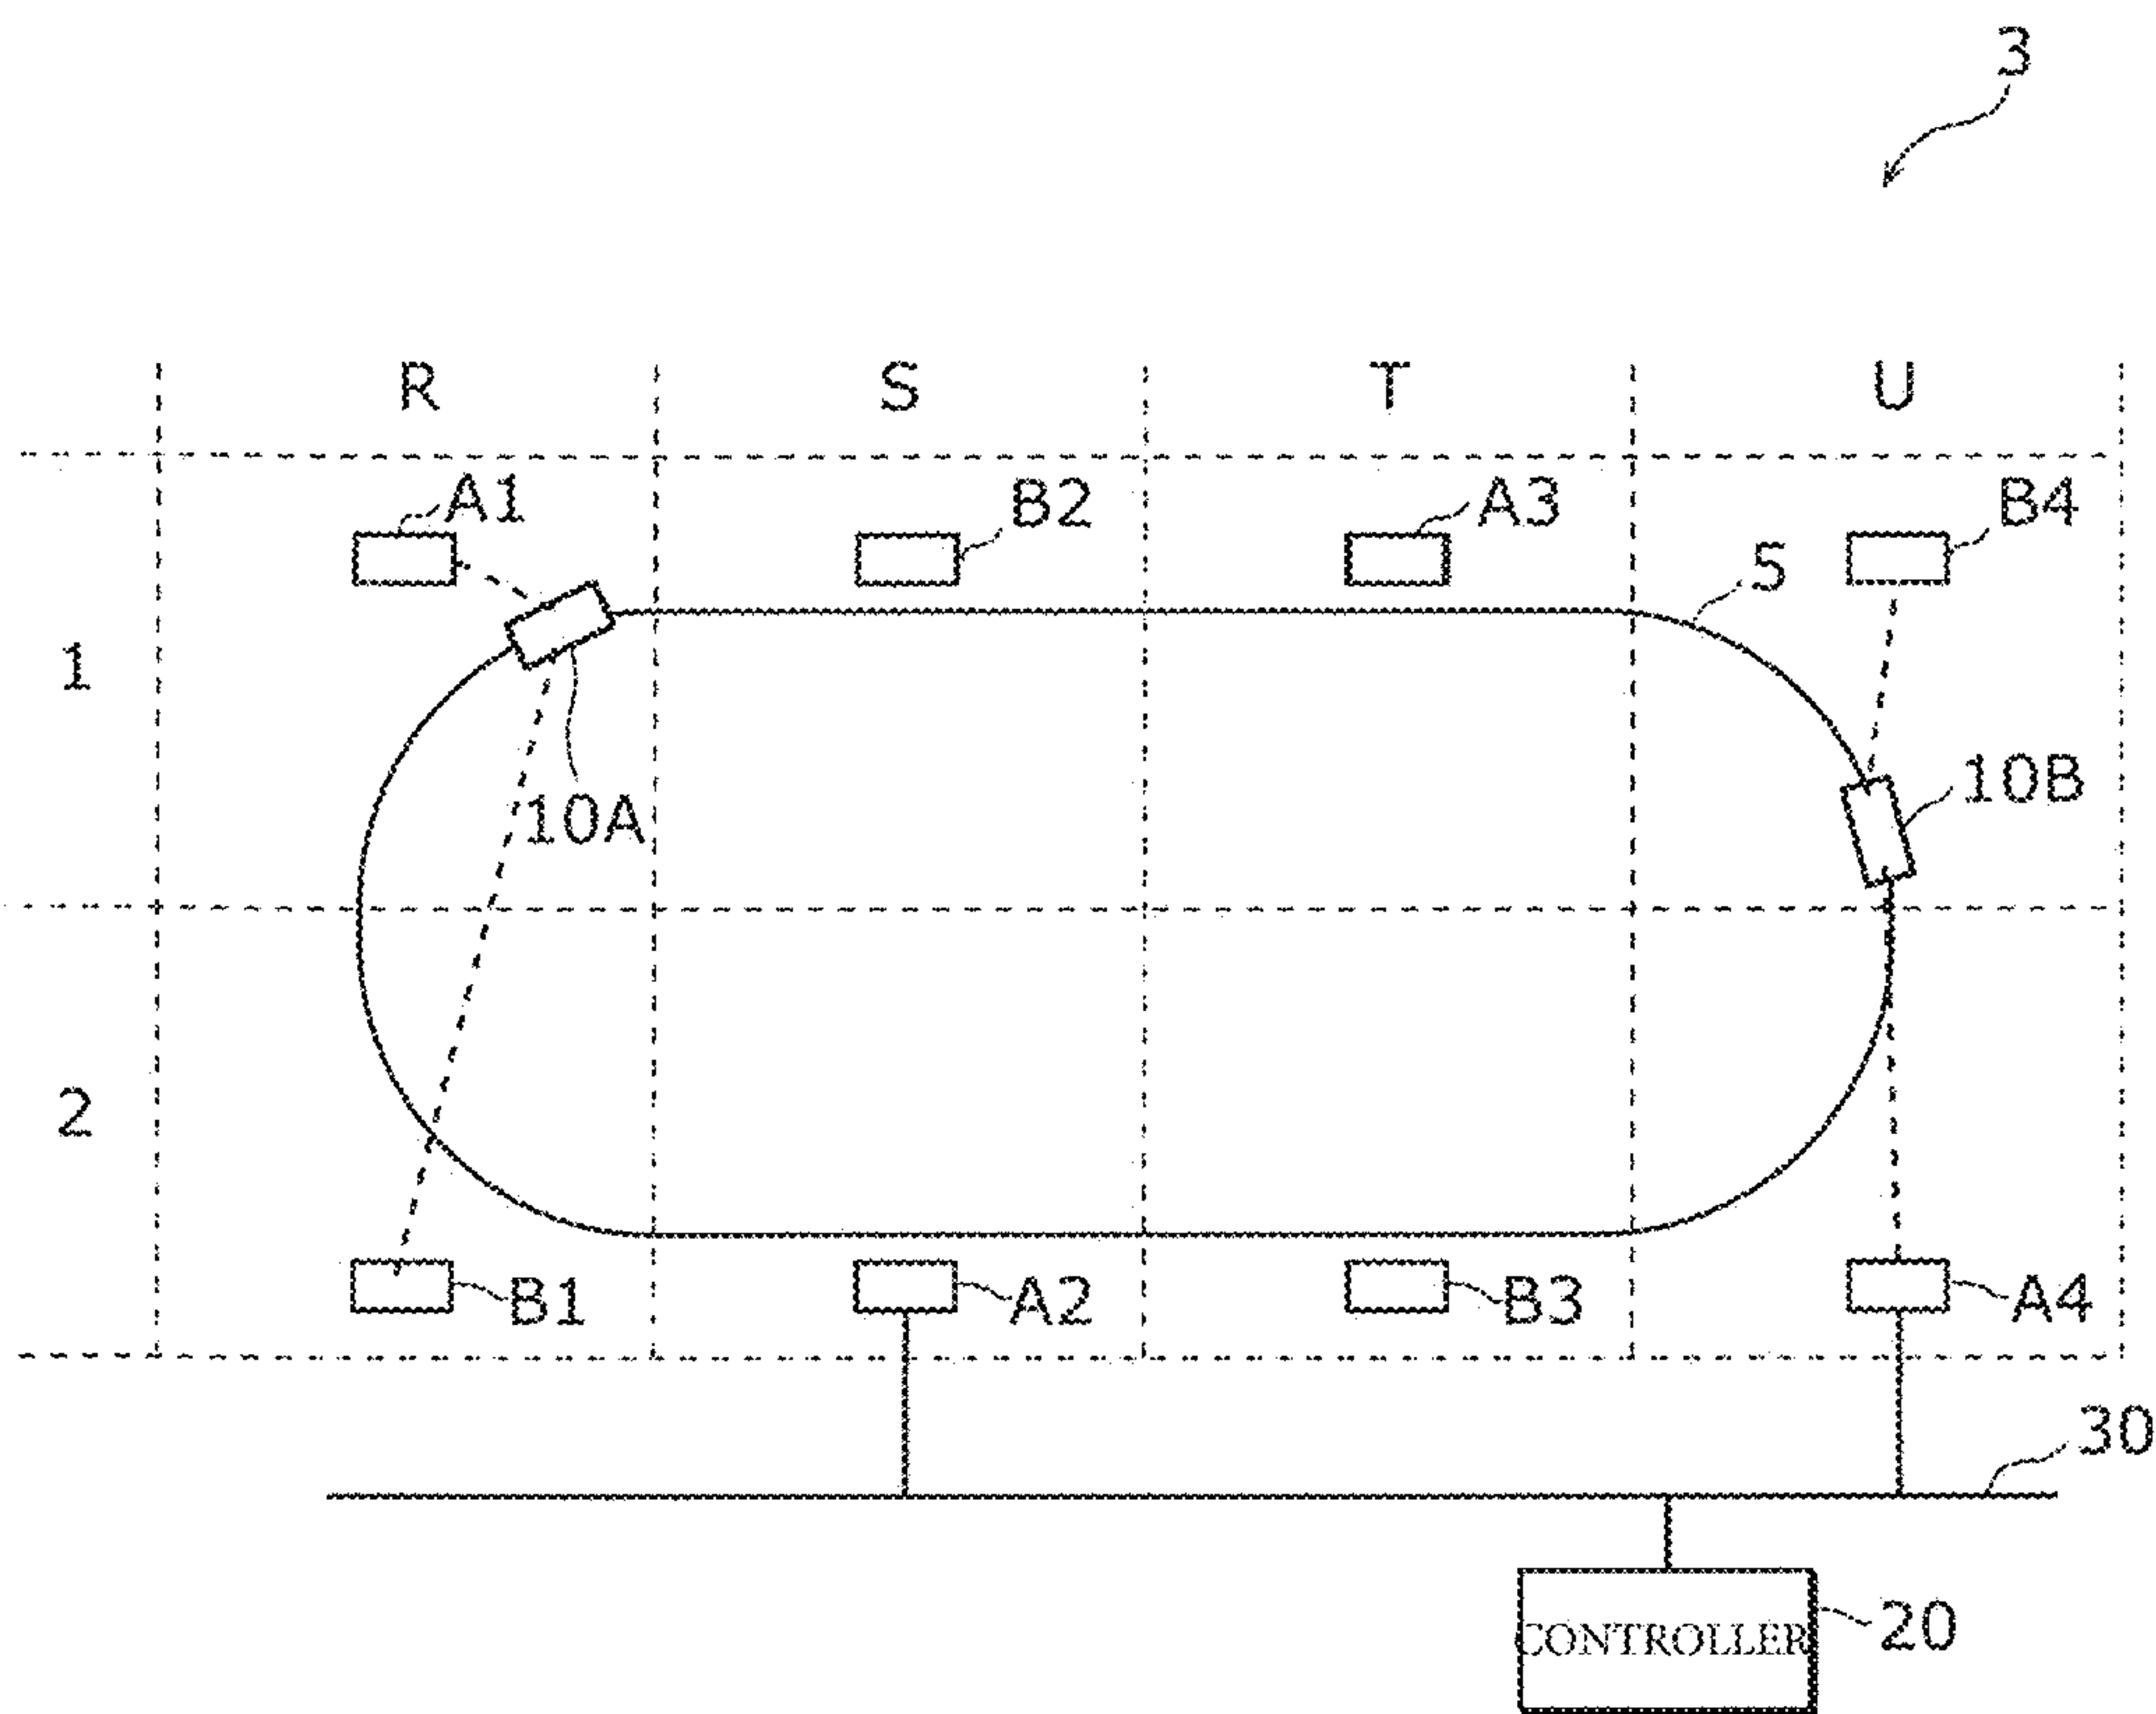 3
R S T U
A1 B2 A3 B4
5
1
10A 10B
2
B1 A2 B3 A4
30
CONTROLLER 20